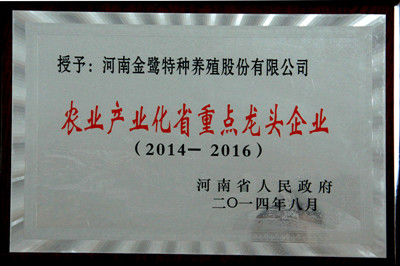 授予：河南金鹭特种养殖股份有限公司
农业产业化省重点龙头企业
（2014－2016）
河南省人民政府
二〇一四年八月